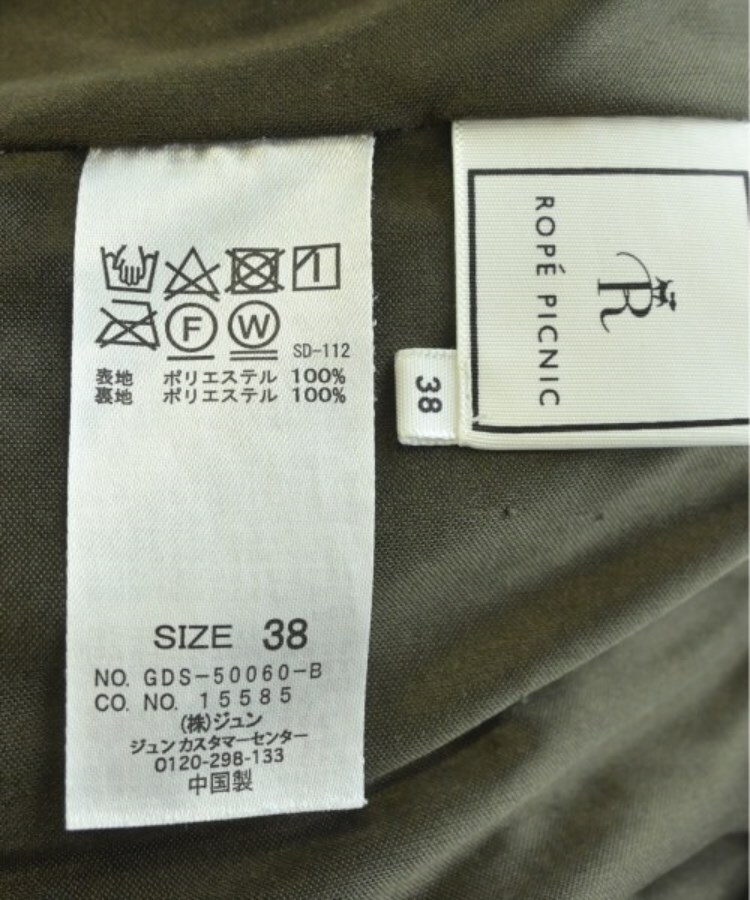 F
W
SD-112
表地 ポリエステル 100%
裏地 ポリエステル 100%
SIZE 38
NO. GDS-50060-B
CO. NO. 15585
(株)ジュン
ジュンカスタマーセンター
0120-298-133
中国製
38
R
ROPÉ PICNIC